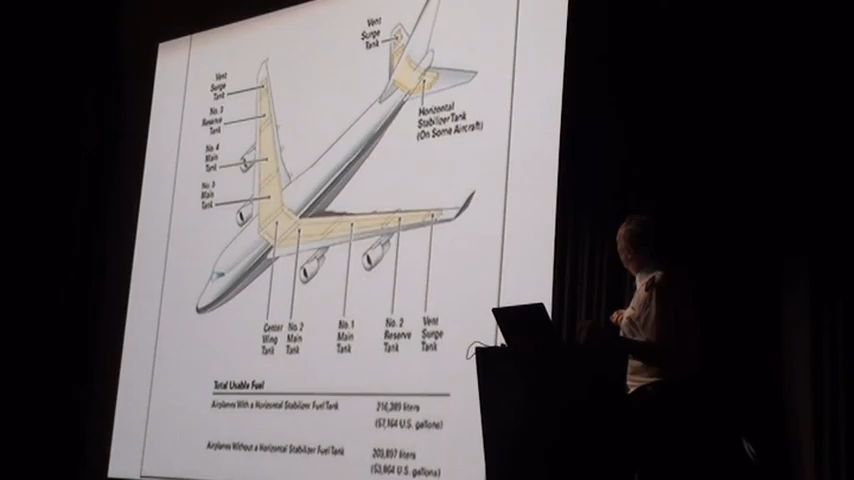 Vent
Surge
Tank
Vent
Surge
Tank
No. 3
Reserve
Tank
No. 4
Main
Tank
No. 3
Main
Tank
Horizontal
Stabilizer Tank
(On Some Aircraft)
Center
Wing
Tank
No. 2
Main
Tank
No. 1
Main
Tank
No. 2
Reserve
Tank
Vent
Surge
Tank
Total Usable Fuel
Airplanes With a Horizontal Stabilizer Fuel Tank
216,389 liters
(57,164 U.S. gallons)
Airplanes Without a Horizontal Stabilizer Fuel Tank
203,897 liters
(53,864 U.S. gallons)